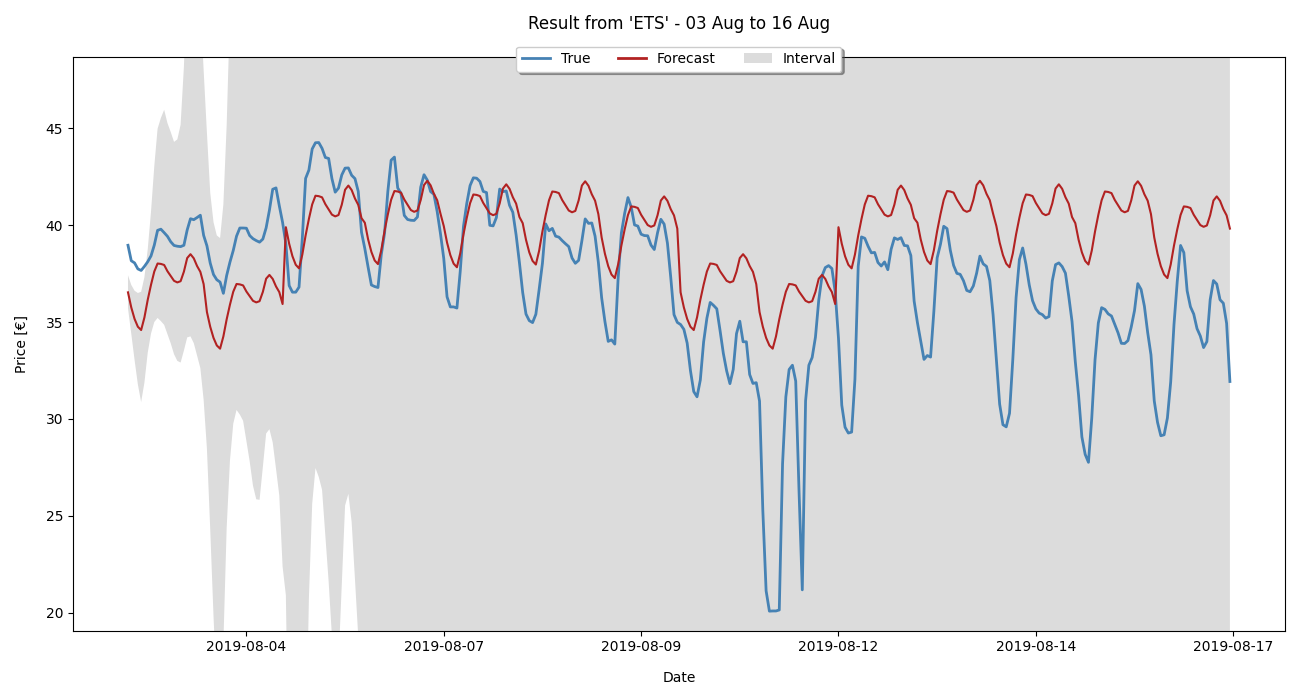 Result from 'ETS' - 03 Aug to 16 Aug
True Forecast Interval
Price [€]
45
40
35
30
25
20
2019-08-04 2019-08-07 2019-08-09 2019-08-12 2019-08-14 2019-08-17
Date